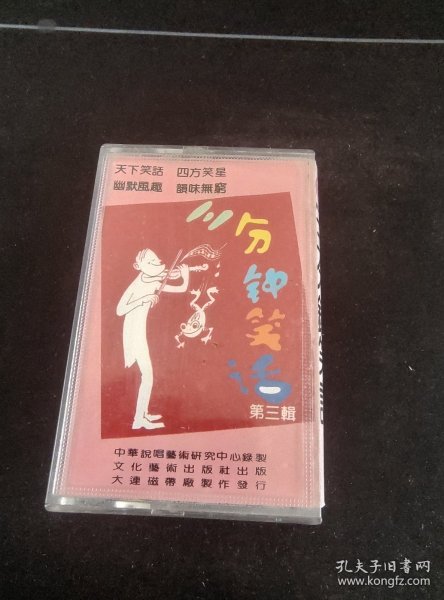 天下笑話　四方笑星
幽默風趣　韻味無窮
三分钟笑话
第三輯
中華說唱藝術研究中心錄製
文化藝術出版社出版
大連磁帶廠製作發行
孔夫子旧书网
www.kongfz.com